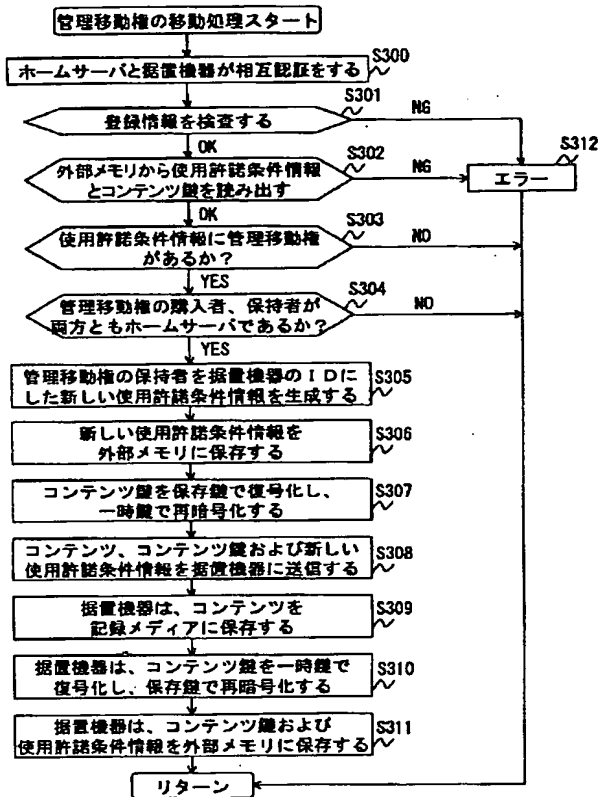 管理移動権の移動処理スタート
ホームサーバと据置機器が相互認証をする
S300
登録情報を検査する
S301
NG
OK
外部メモリから使用許諾条件情報
とコンテンツ鍵を読み出す
S302
NG
エラー
S312
OK
使用許諾条件情報に管理移動権
があるか?
S303
NO
YES
管理移動権の購入者、保持者が
両方ともホームサーバであるか?
S304
NO
YES
管理移動権の保持者を据置機器のIDに
した新しい使用許諾条件情報を生成する
S305
新しい使用許諾条件情報を
外部メモリに保存する
S306
コンテンツ鍵を保存鍵で復号化し、
一時鍵で再暗号化する
S307
コンテンツ、コンテンツ鍵および新しい
使用許諾条件情報を据置機器に送信する
S308
据置機器は、コンテンツを
記録メディアに保存する
S309
据置機器は、コンテンツ鍵を一時鍵で
復号化し、保存鍵で再暗号化する
S310
据置機器は、コンテンツ鍵および
使用許諾条件情報を外部メモリに保存する
S311
リターン